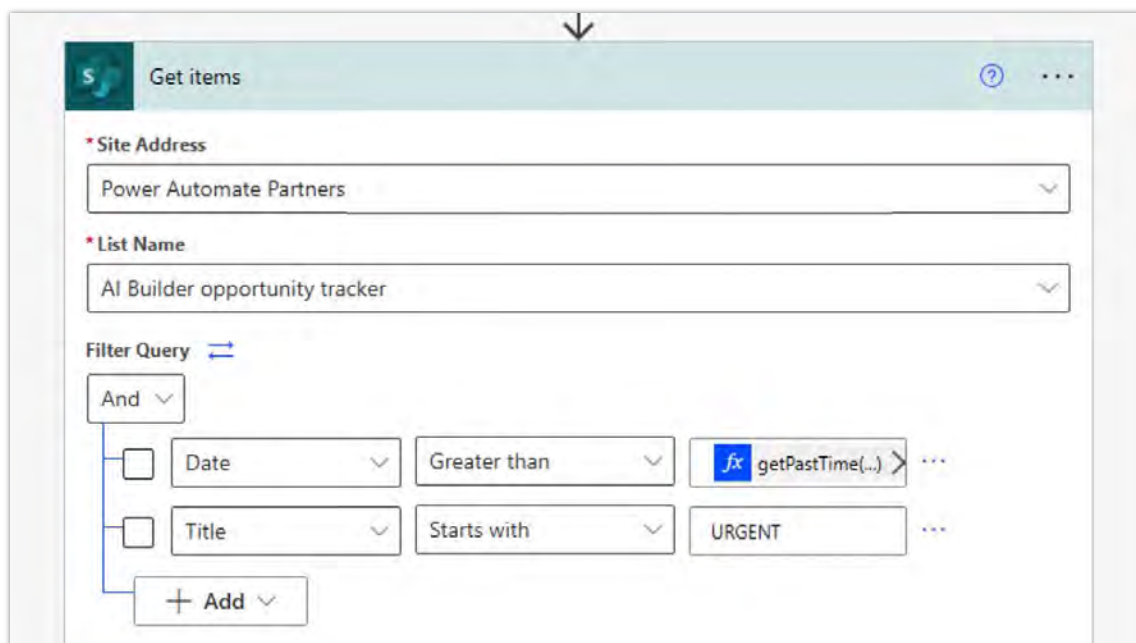 S
Get items
?
...
* Site Address
Power Automate Partners
* List Name
AI Builder opportunity tracker
Filter Query
And
Date Greater than fx getPastTime(...) ...
Title Starts with URGENT ...
+ Add